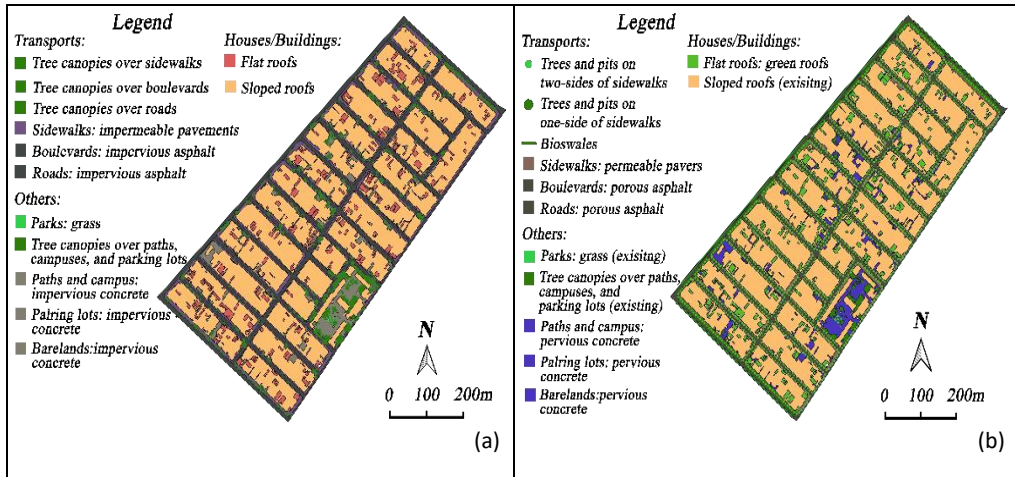 Legend
Transports:
Tree canopies over sidewalks
Tree canopies over boulevards
Tree canopies over roads
Sidewalks: impermeable pavements
Boulevards: impervious asphalt
Roads: impervious asphalt
Houses/Buildings:
Flat roofs
Sloped roofs
Others:
Parks: grass
Tree canopies over paths,
campuses, and parking lots
Paths and campus:
impervious concrete
Palring lots: impervious
concrete
Barelands:impervious
concrete
N
0 100 200m
(a)
Legend
Transports:
Trees and pits on
two-sides of sidewalks
Trees and pits on
one-side of sidewalks
Bioswales
Sidewalks: permeable pavers
Boulevards: porous asphalt
Roads: porous asphalt
Houses/Buildings:
Flat roofs: green roofs
Sloped roofs (exisitng)
Others:
Parks: grass (exisitng)
Tree canopies over paths,
campuses, and
parking lots (existing)
Paths and campus:
pervious concrete
Palring lots: pervious
concrete
Barelands:pervious
concrete
N
0 100 200m
(b)